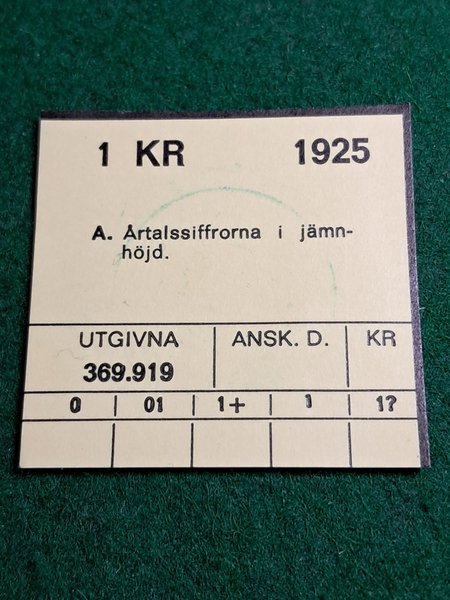 1 KR 1925
A. Årtalssiffrorna i jämn-
höjd.
UTGIVNA ANSK. D. KR
369.919
0 01 1+ 1 1?